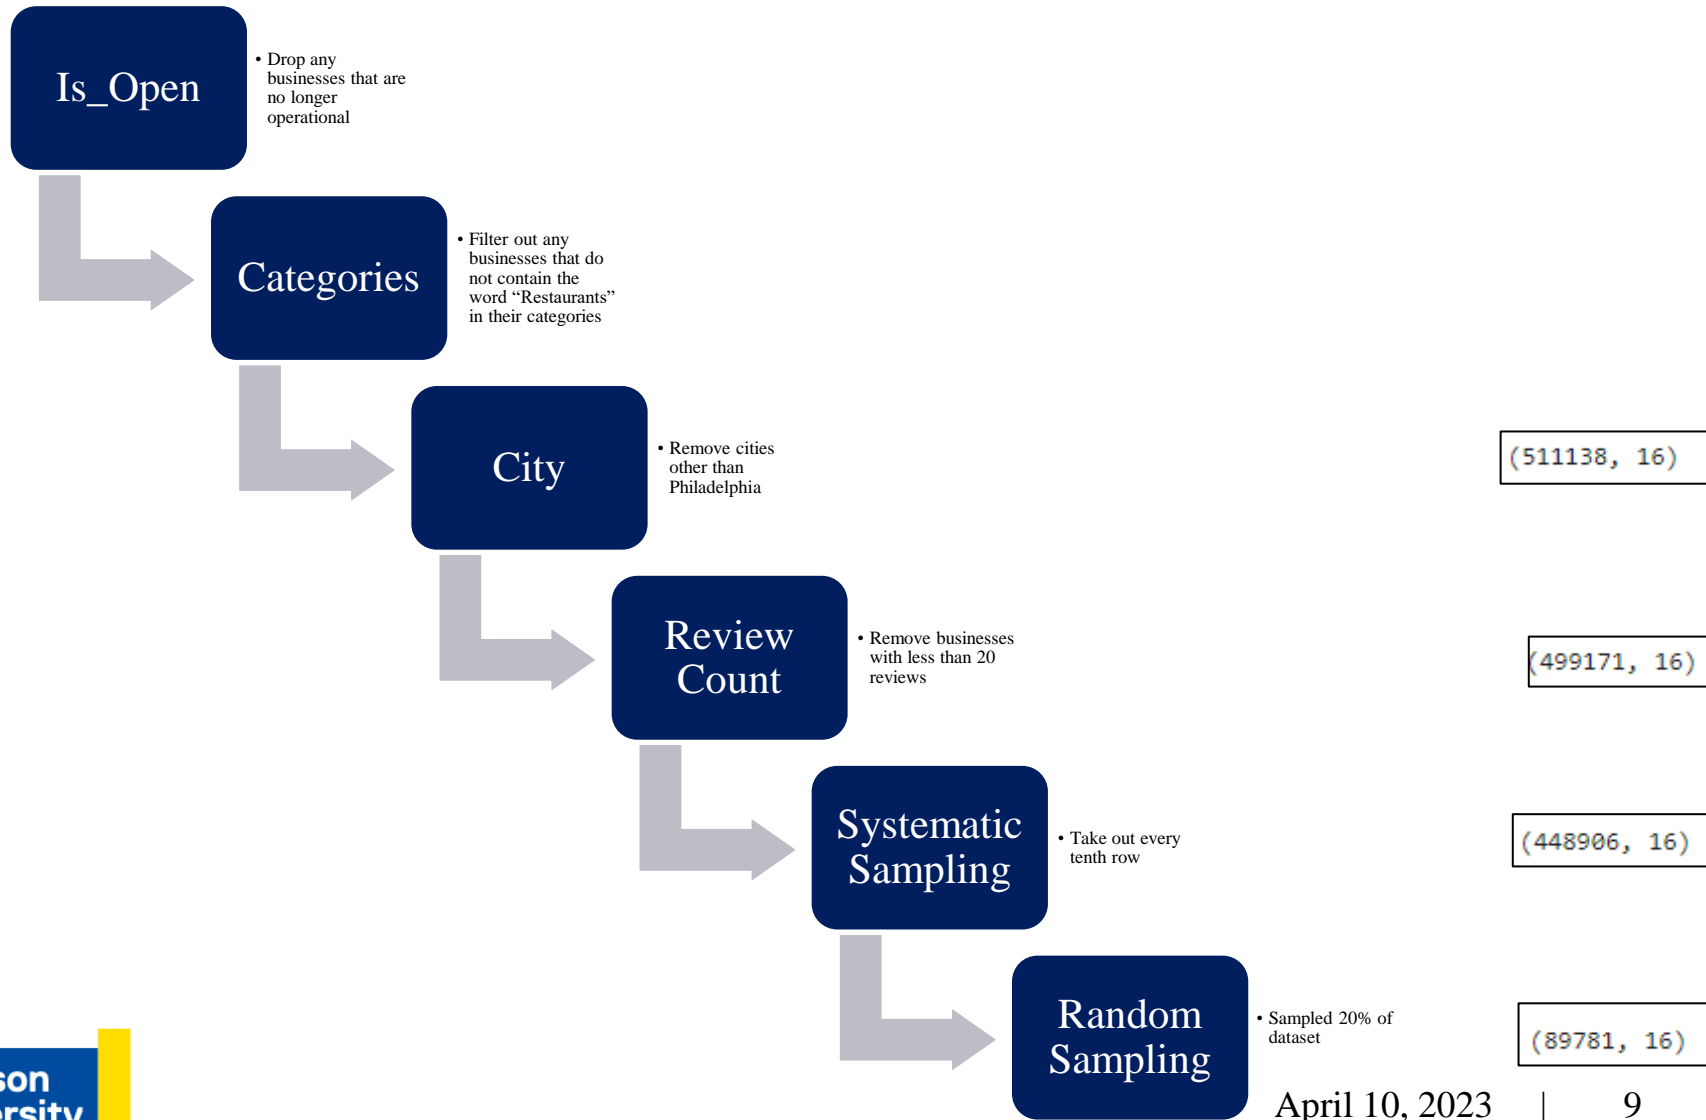 Is_Open
• Drop any
businesses that are
no longer
operational
Categories
• Filter out any
businesses that do
not contain the
word “Restaurants”
in their categories
City
• Remove cities
other than
Philadelphia
(511138, 16)
Review
Count
• Remove businesses
with less than 20
reviews
(499171, 16)
Systematic
Sampling
• Take out every
tenth row
(448906, 16)
Random
Sampling
• Sampled 20% of
dataset
(89781, 16)
son
ersity
April 10, 2023 | 9